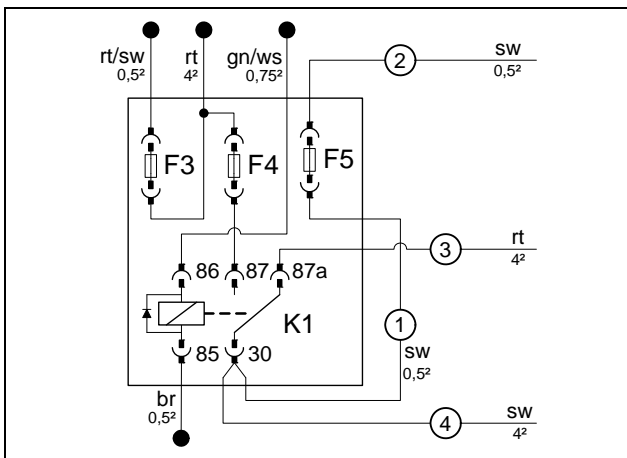 rt/sw
0,5²
rt
4²
gn/ws
0,75²
2
sw
0,5²
F3
F4
F5
3
rt
4²
86
87
87a
K1
1
sw
0,5²
85
30
br
0,5²
4
sw
4²